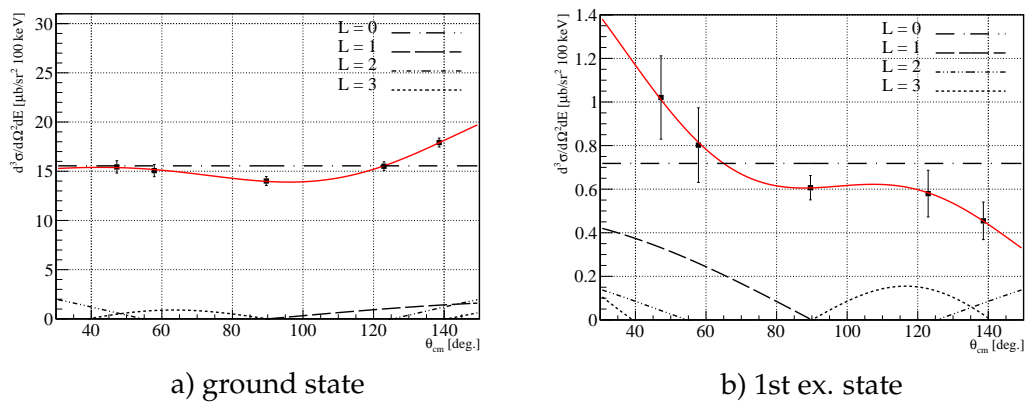 d³σ/dΩ²dE [μb/sr² 100 keV]
30
25
20
15
10
5
0
L = 0
L = 1
L = 2
L = 3
40 60 80 100 120 140
θcm [deg.]
a) ground state
d³σ/dΩ²dE [μb/sr² 100 keV]
1.4
1.2
1
0.8
0.6
0.4
0.2
0
L = 0
L = 1
L = 2
L = 3
40 60 80 100 120 140
θcm [deg.]
b) 1st ex. state